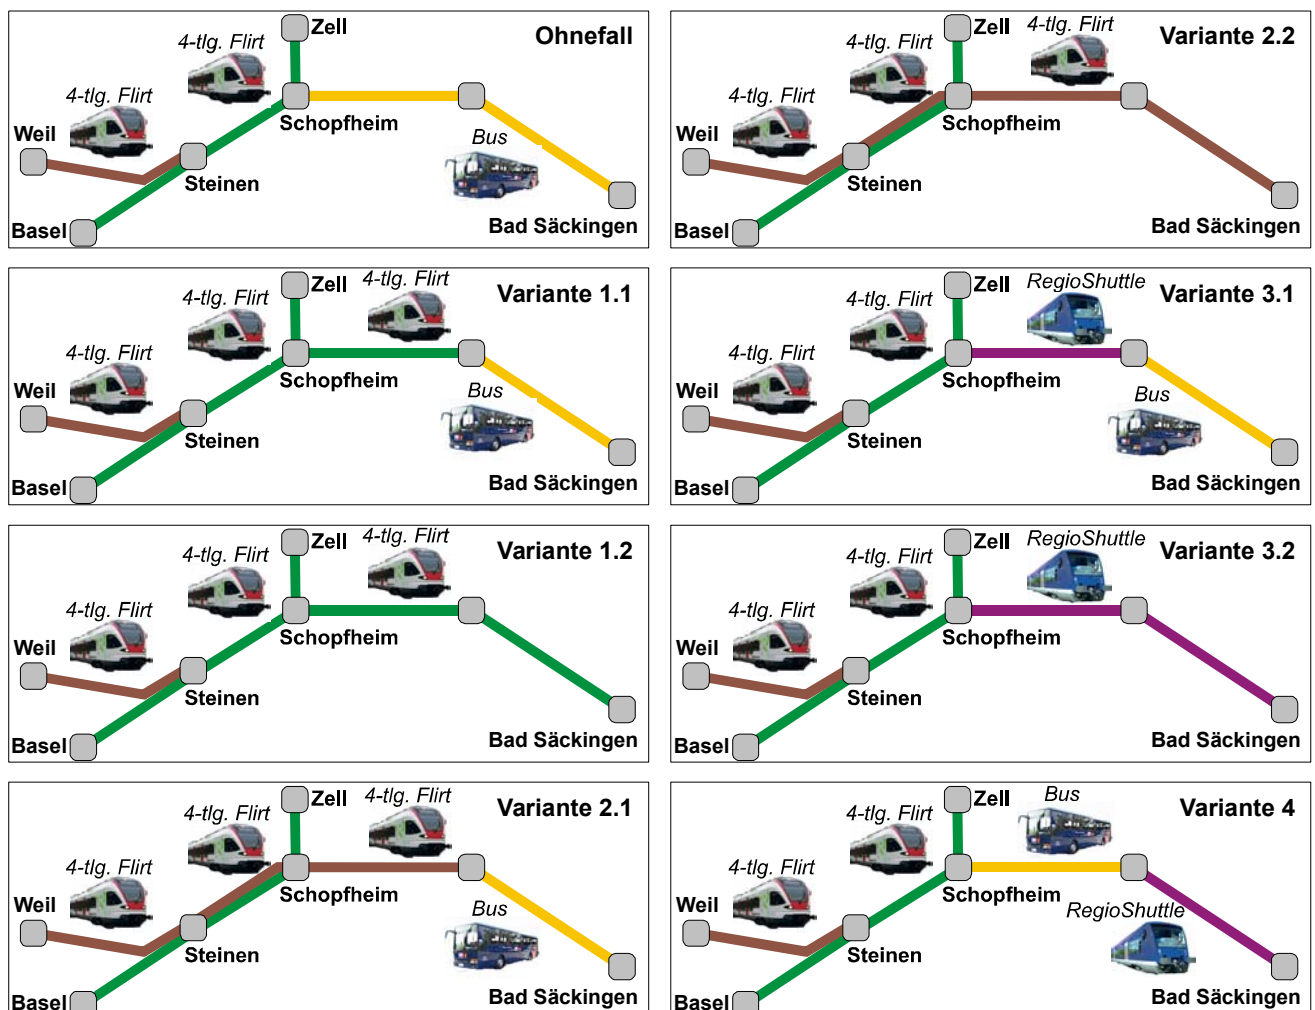 Zell
4-tlg. Flirt
Ohnefall
4-tlg. Flirt
Weil
Schopfheim
Bus
Steinen
Basel
Bad Säckingen
Zell
4-tlg. Flirt
4-tlg. Flirt
Variante 2.2
4-tlg. Flirt
Weil
Schopfheim
Steinen
Basel
Bad Säckingen
Zell
4-tlg. Flirt
4-tlg. Flirt
Variante 1.1
4-tlg. Flirt
Weil
Schopfheim
Bus
Steinen
Basel
Bad Säckingen
Zell
RegioShuttle
4-tlg. Flirt
Variante 3.1
4-tlg. Flirt
Weil
Schopfheim
Bus
Steinen
Basel
Bad Säckingen
Zell
4-tlg. Flirt
4-tlg. Flirt
Variante 1.2
4-tlg. Flirt
Weil
Schopfheim
Steinen
Basel
Bad Säckingen
Zell
RegioShuttle
4-tlg. Flirt
Variante 3.2
4-tlg. Flirt
Weil
Schopfheim
Steinen
Basel
Bad Säckingen
Zell
4-tlg. Flirt
4-tlg. Flirt
Variante 2.1
4-tlg. Flirt
Weil
Schopfheim
Bus
Steinen
Basel
Bad Säckingen
Zell
Bus
4-tlg. Flirt
Variante 4
4-tlg. Flirt
Weil
Schopfheim
RegioShuttle
Steinen
Basel
Bad Säckingen